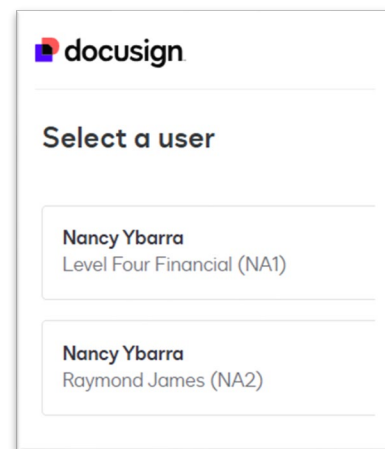 docusign
Select a user
Nancy Ybarra
Level Four Financial (NA1)
Nancy Ybarra
Raymond James (NA2)